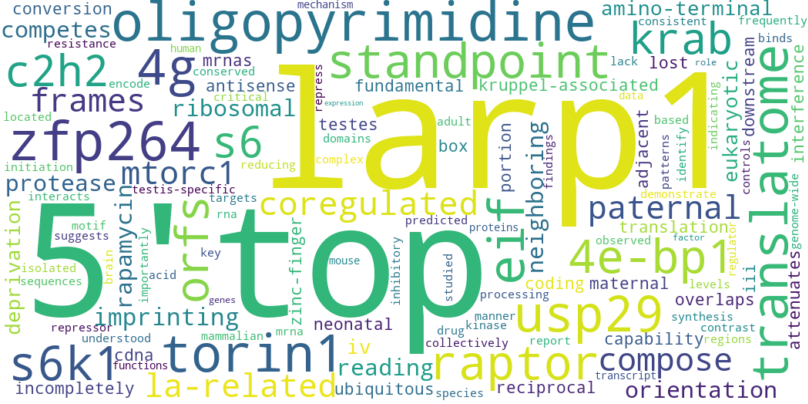 conversion
mechanism
amino-terminal
competes
oligopyrimidine
consistent
frequently
resistance
human
standpoint
krab
binds
c2h2
4g
mrnas
conserved
lack
lost
role
encode
repress
antisense
fundamental
kruppel-associated
downstream
frames
critical
larp1
data
eukaryotic
translatome
interference
located
ribosomal
testes
adult
portion
adjacent
based
indicating
zfp264
s6
domains
box
neighboring
patterns
identify
controls
initiation
reducing
complex
findings
genome-wide
protease
mtorc1
interacts
testis-specific
targets
coregulated
demonstrate
paternal
deprivation
5'top
rapamycin
orfs
rna
key
zinc-finger
predicted
eif
translation
motif
suggests
proteins
4e-bp1
observed
factor
regulator
isolated
sequences
brain
importantly
acid
mouse
inhibitory
studied
processing
coding
maternal
levels
iii
attenuates
genes
usp29
overlaps
repressor
imprinting
neonatal
manner
synthesis
understood
mammalian
mrna
drug
kinase
contrast
regions
s6k1
cdna
torin1
iv
collectively
report
capability
functions
reading
raptor
compose
transcript
incompletely
la-related
ubiquitous
species
reciprocal
orientation
expression